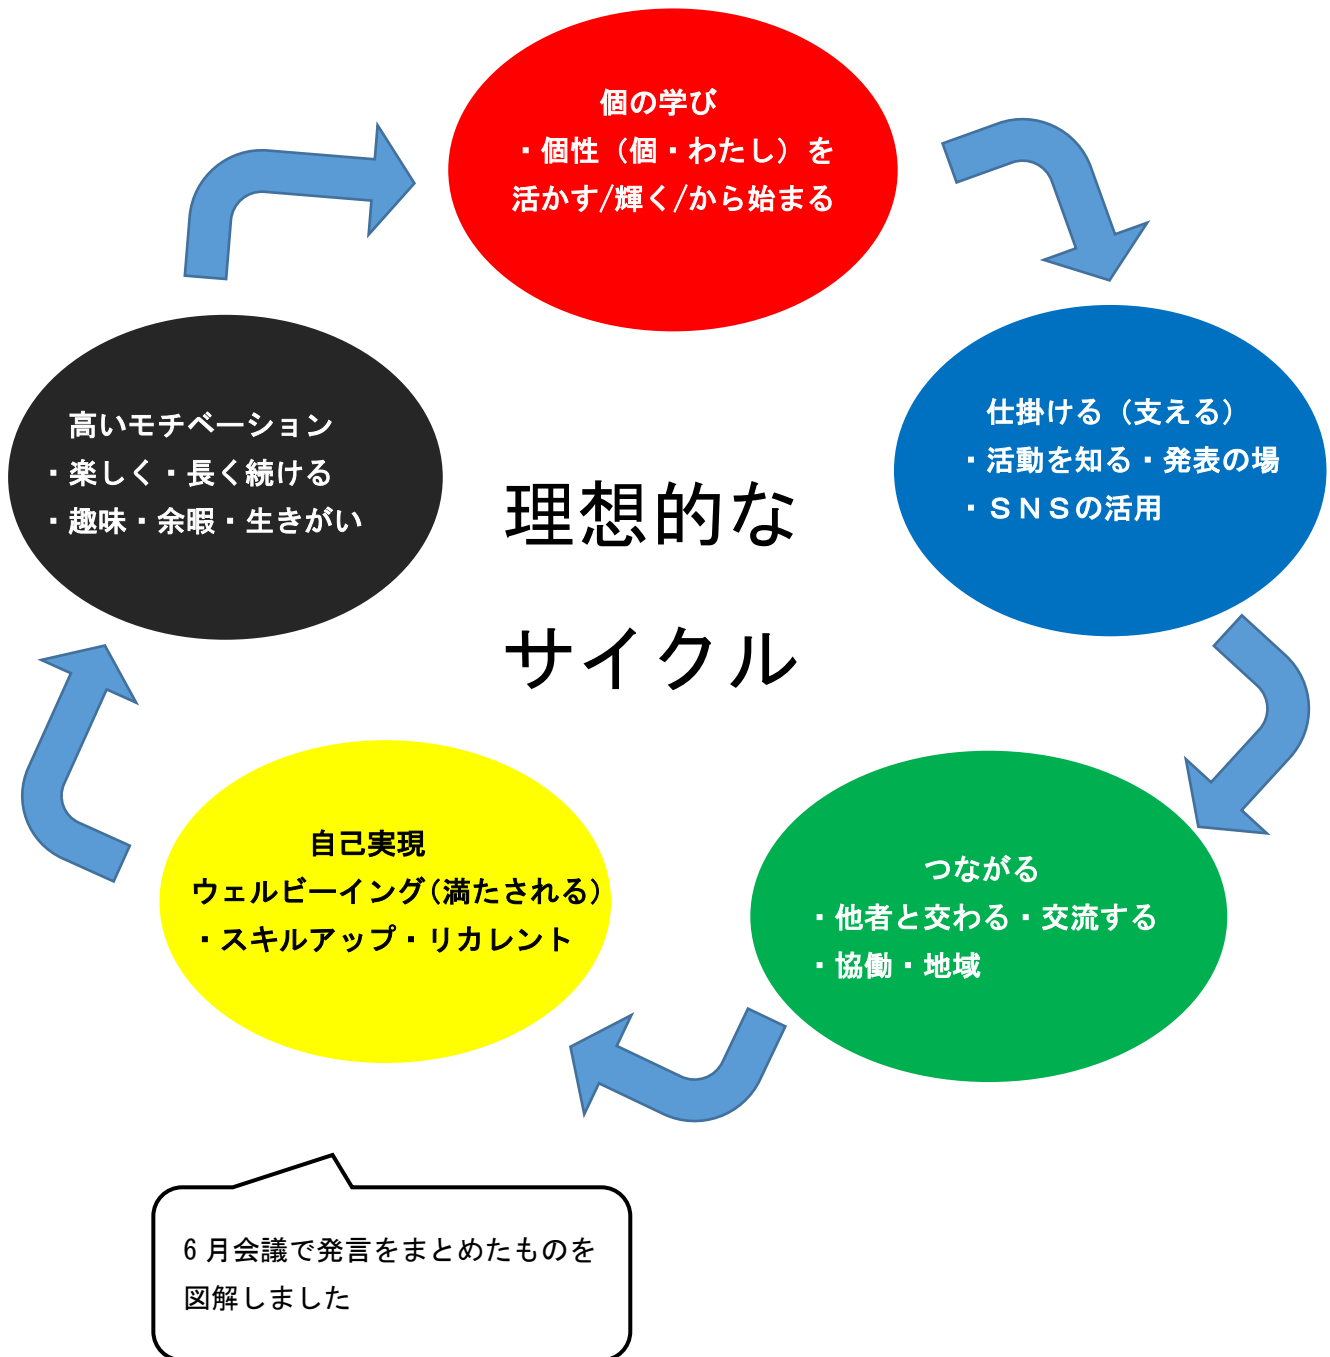 個の学び
・個性（個・わたし）を
活かす/輝く/から始まる
仕掛ける（支える）
・活動を知る・発表の場
・ＳＮＳの活用
高いモチベーション
・楽しく・長く続ける
・趣味・余暇・生きがい
理想的な
サイクル
自己実現
ウェルビーイング(満たされる)
・スキルアップ・リカレント
つながる
・他者と交わる・交流する
・協働・地域
6 月会議で発言をまとめたものを
図解しました